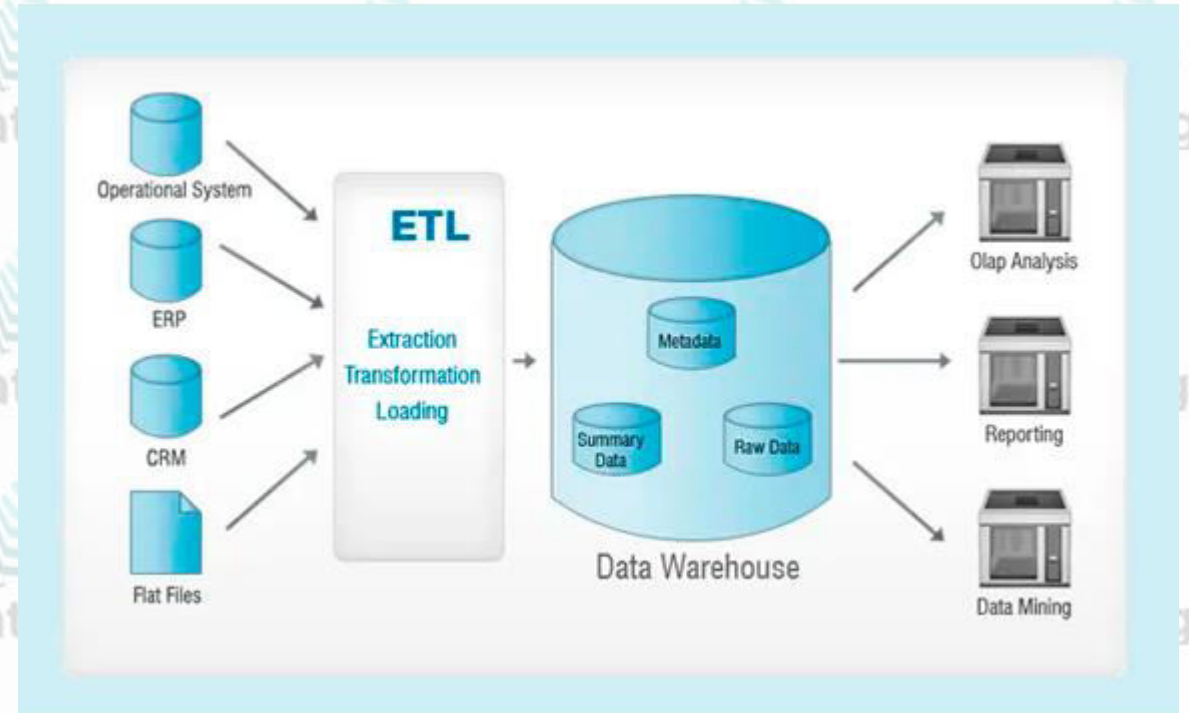 Operational System
ERP
CRM
Flat Files
ETL
Extraction
Transformation
Loading
Metadata
Summary
Data
Raw Data
Data Warehouse
Olap Analysis
Reporting
Data Mining